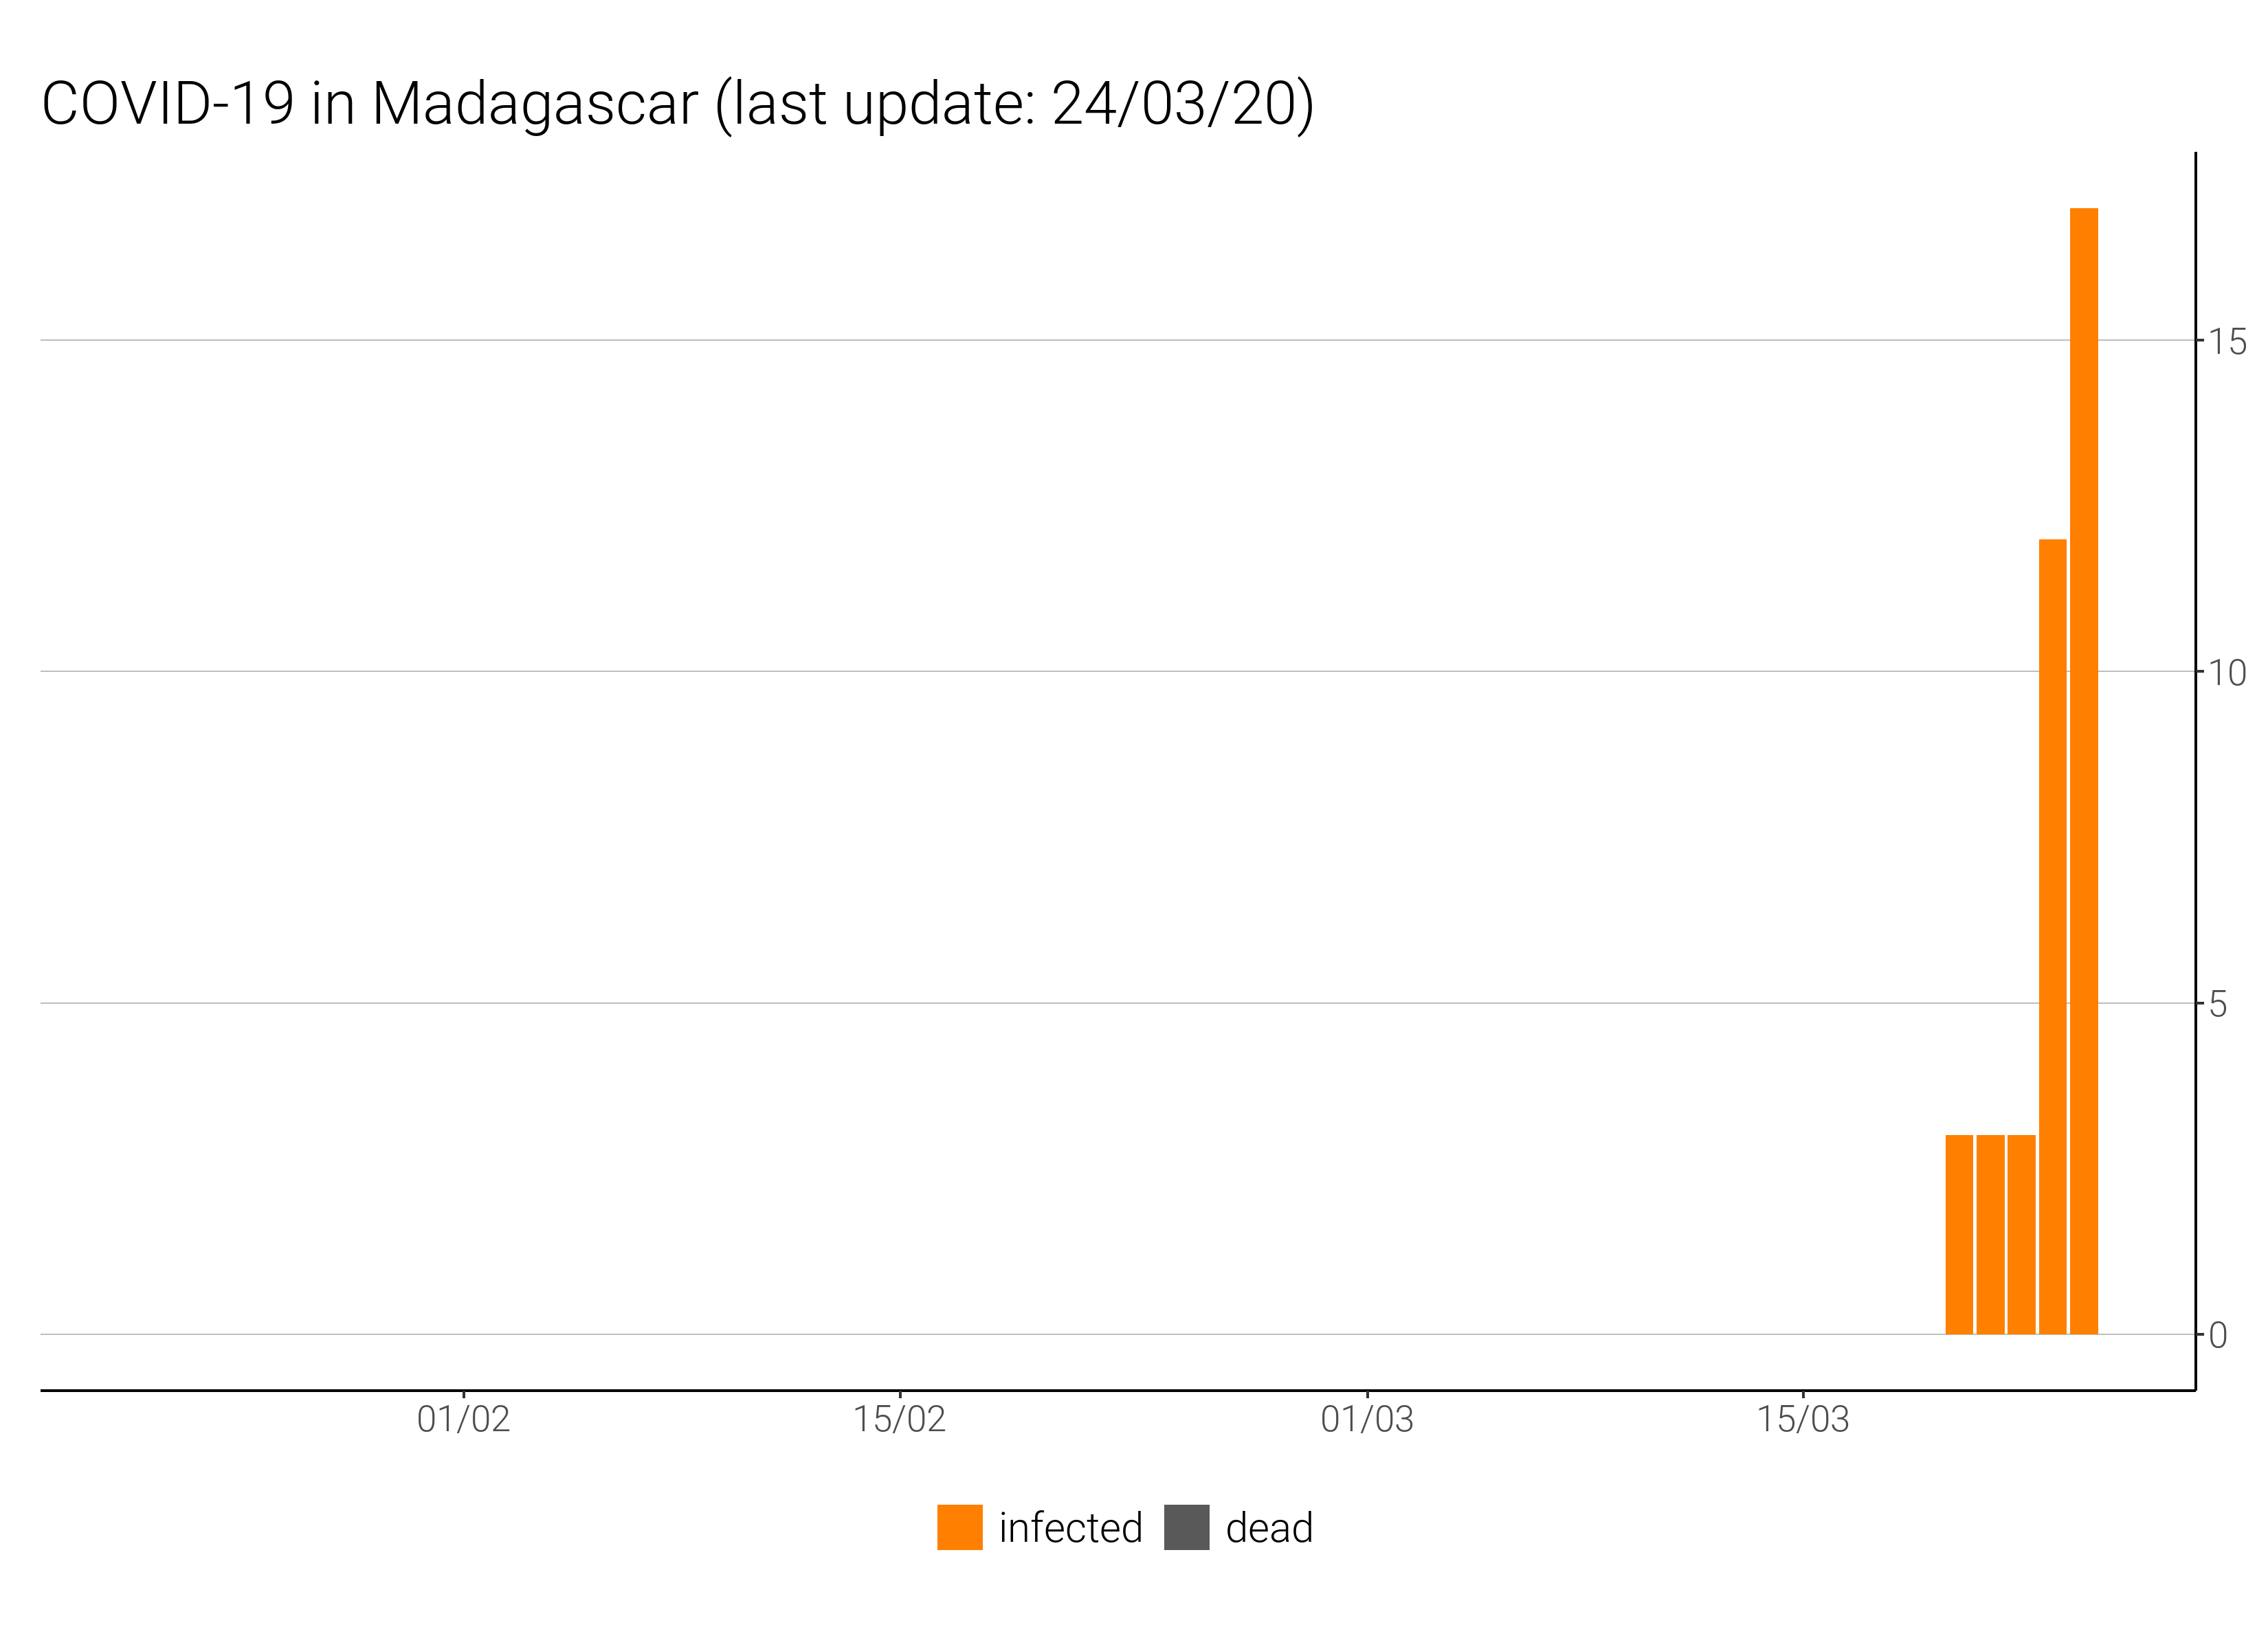 COVID-19 in Madagascar (last update: 24/03/20)
15
10
5
0
01/02 15/02 01/03 15/03
infected dead